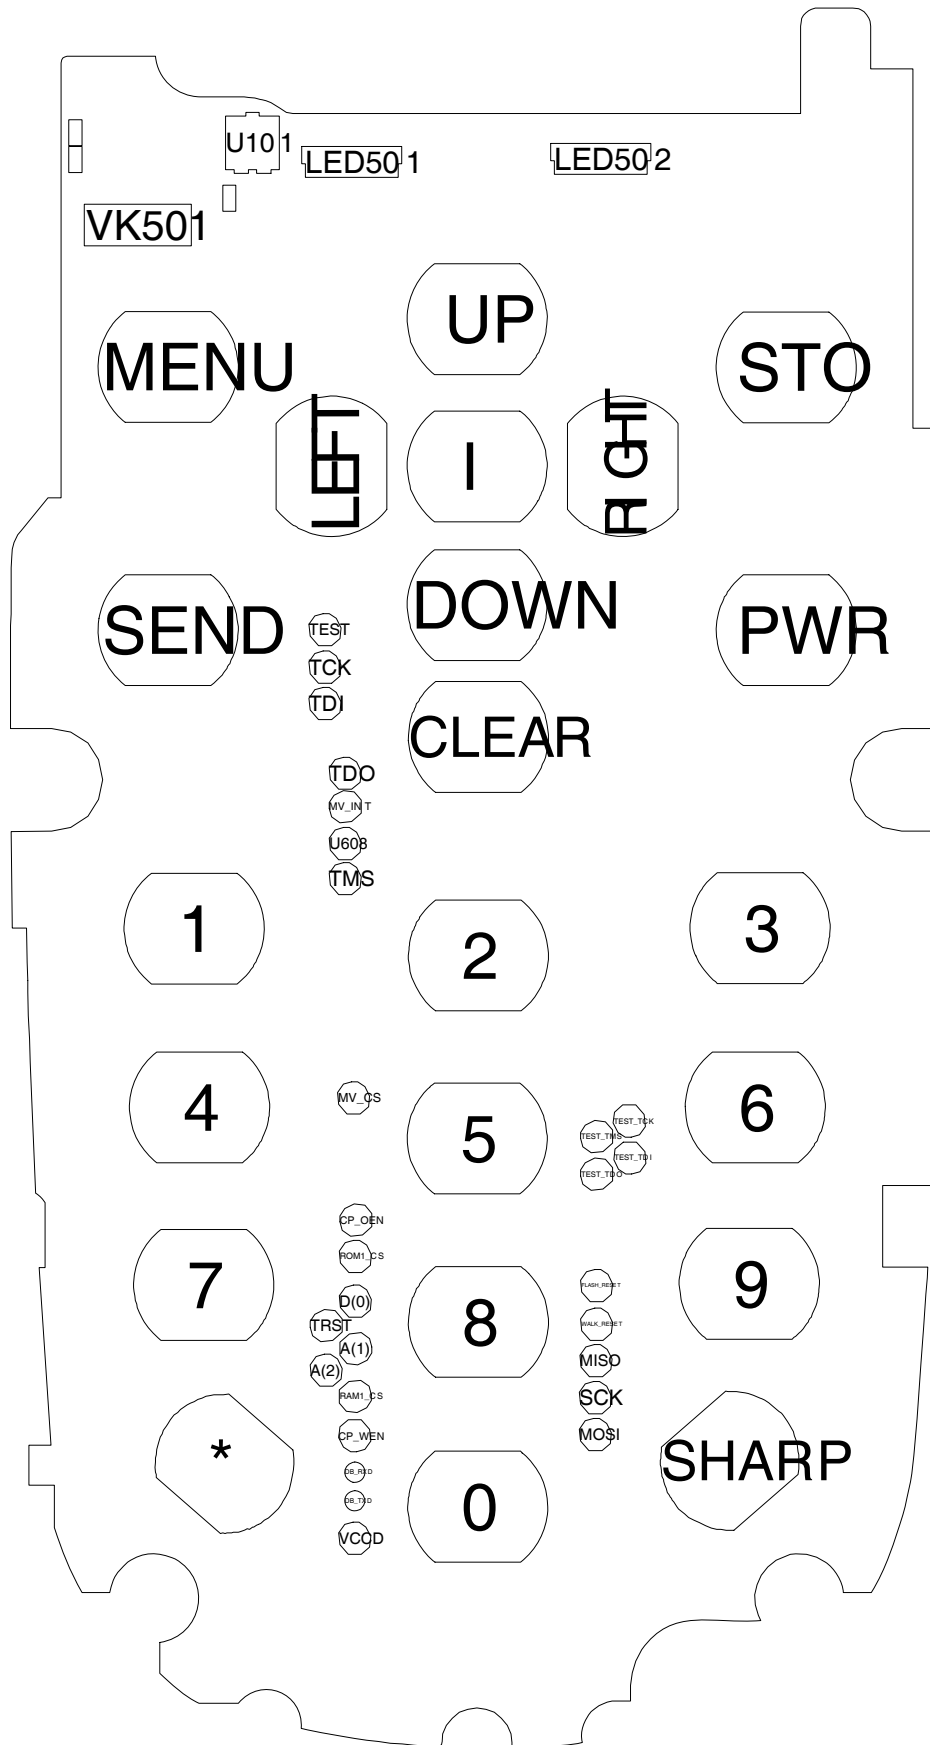 U101
LED501
LED502
VK501
UP
MENU
STO
LEFT
I
RIGHT
DOWN
SEND
PWR
TEST
TCK
TDI
CLEAR
TDO
MV_INT
U608
TMS
1
2
3
4
MV_CS
5
6
TEST_TCK
TEST_TMS
TEST_TDI
TEST_TDO
CP_OEN
ROM1_CS
7
8
9
FLASH_RESET
D(0)
TRST
WALK_RESET
A(1)
MISO
A(2)
RAM1_CS
SCK
CP_WEN
MOSI
*
SHARP
DB_RXD
DB_TXD
0
VCCD